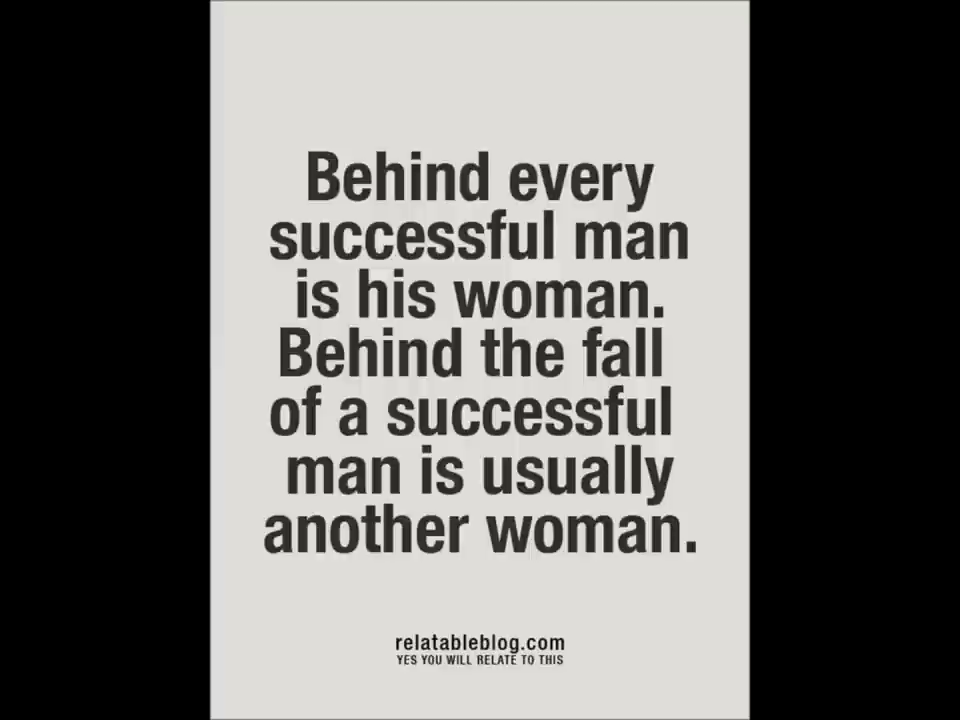 Behind every
successful man
is his woman.
Behind the fall
of a successful
man is usually
another woman.
relatableblog.com
YES YOU WILL RELATE TO THIS